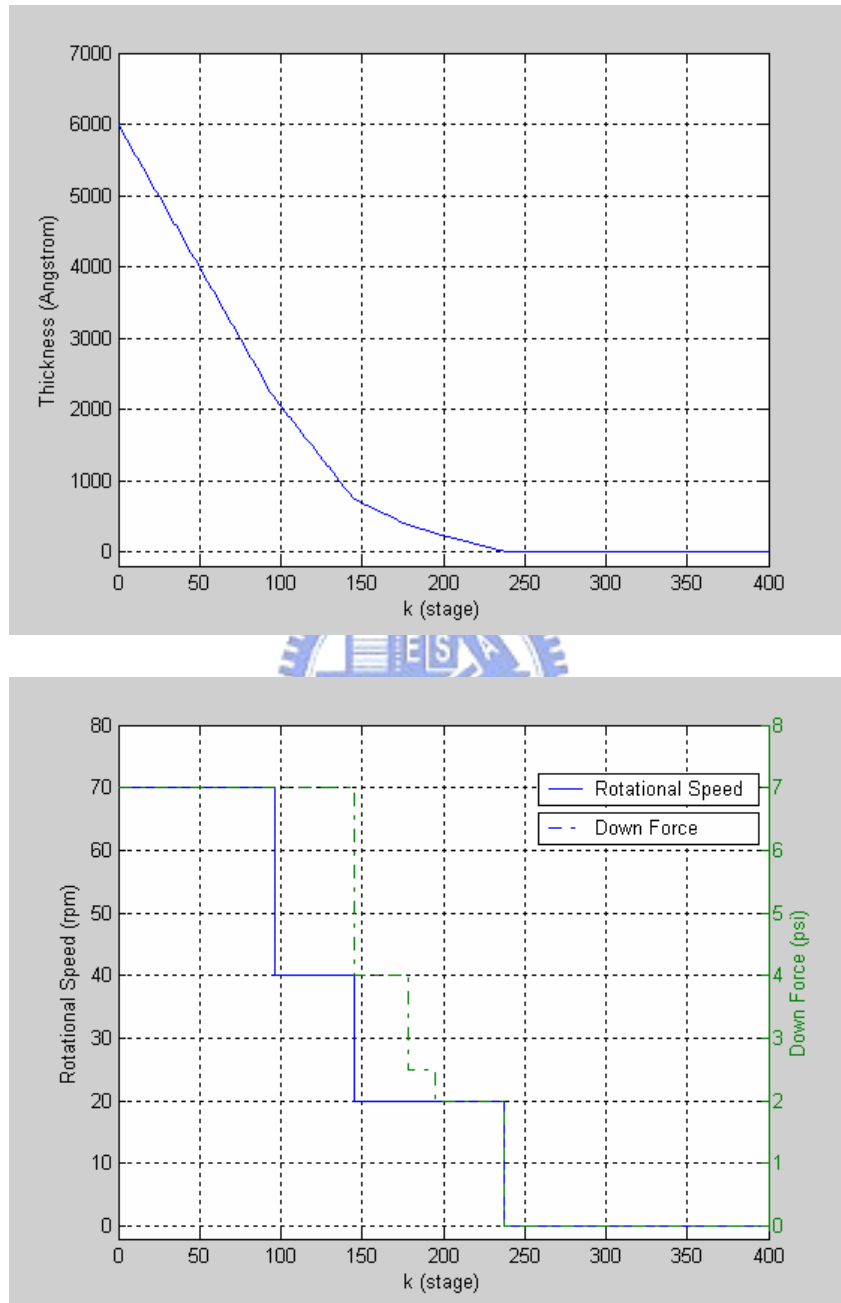 7000
6000
5000
4000
3000
2000
1000
0
Thickness (Angstrom)
0 50 100 150 200 250 300 350 400
k (stage)
E S A
80
70
60
50
40
30
20
10
0
Rotational Speed (rpm)
Rotational Speed
Down Force
8
7
6
5
4
3
2
1
0
Down Force (psi)
0 50 100 150 200 250 300 350 400
k (stage)